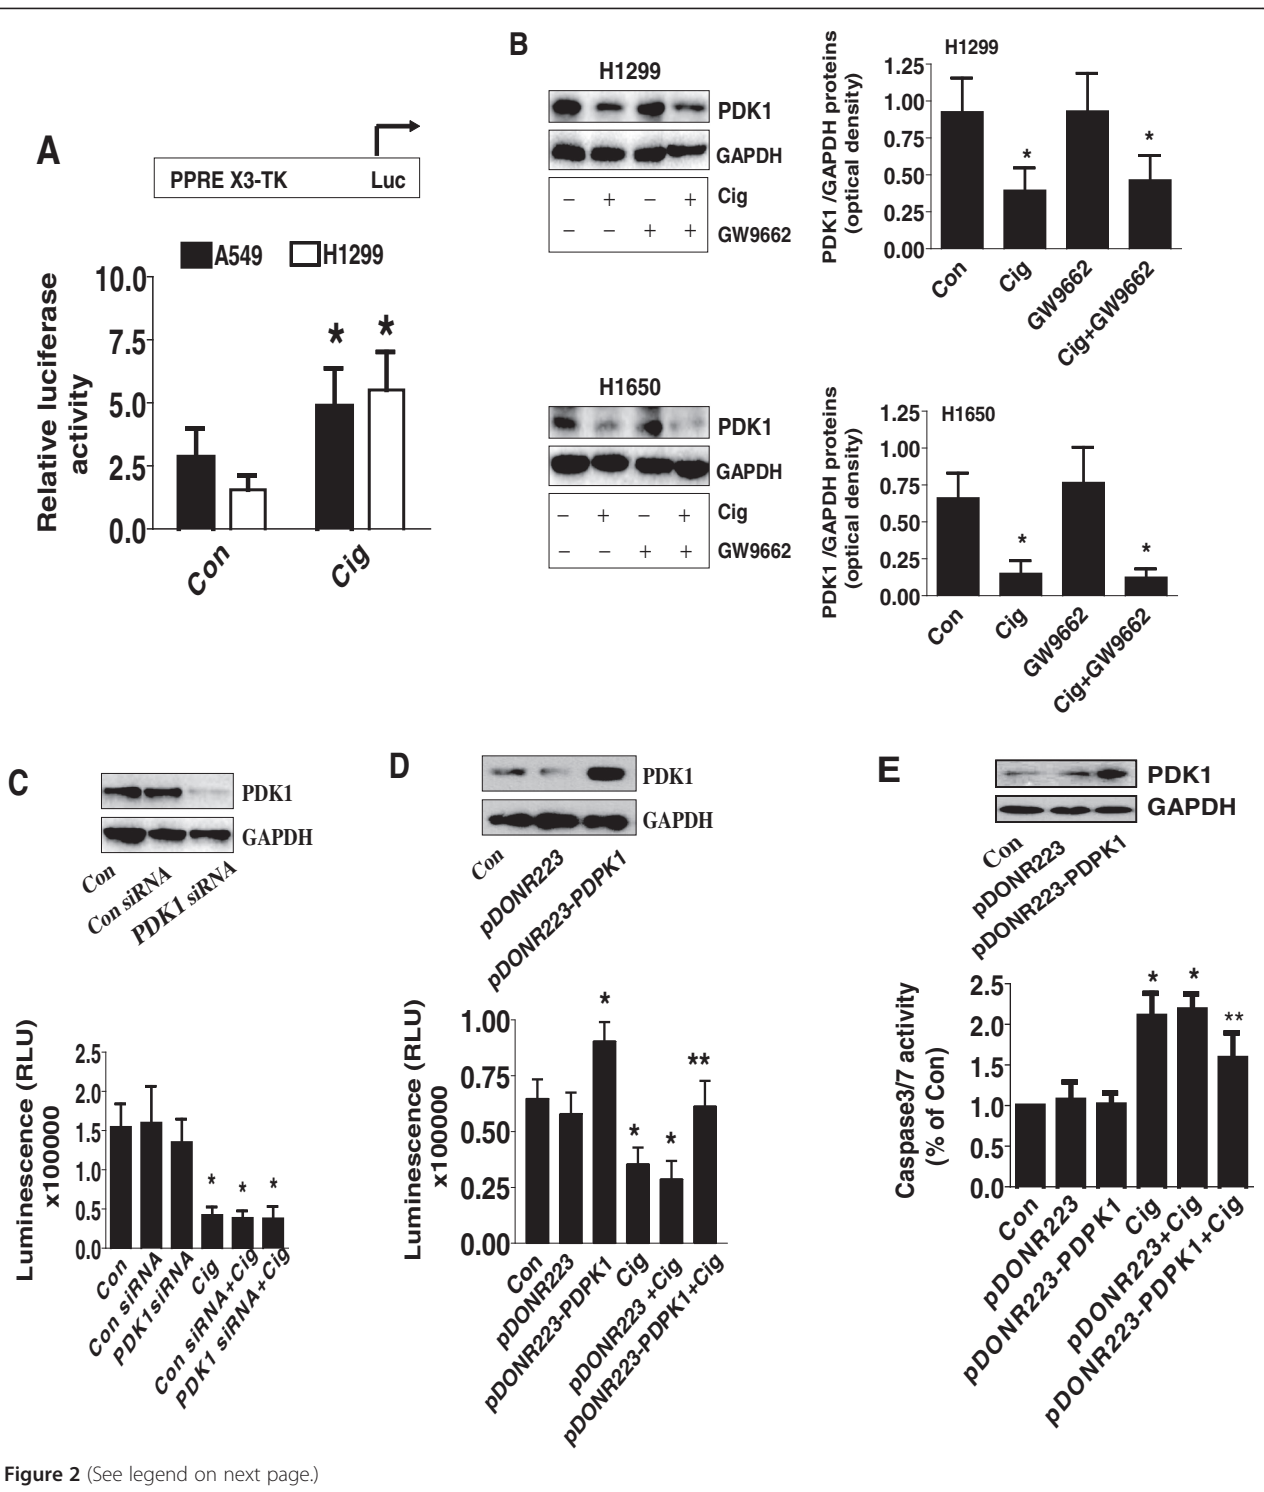 A
PPRE X3-TK Luc
A549 H1299
Relative luciferase
activity
10.0
7.5
5.0
2.5
0.0
* *
Con Cig
B
H1299
PDK1
GAPDH
− + − + Cig
− − + + GW9662
PDK1 /GAPDH proteins
(optical density)
H1299
1.25
1.00
0.75
0.50
0.25
0.00
* *
Con Cig GW9662 Cig+GW9662
H1650
PDK1
GAPDH
− + − + Cig
− − + + GW9662
PDK1 /GAPDH proteins
(optical density)
H1650
1.25
1.00
0.75
0.50
0.25
0.00
* *
Con Cig GW9662 Cig+GW9662
C
PDK1
GAPDH
Con Con siRNA PDK1 siRNA
Luminescence (RLU)
x100000
2.5
2.0
1.5
1.0
0.5
0.0
* * *
Con Con siRNA PDK1siRNA Cig Con siRNA+Cig PDK1 siRNA+Cig
D
PDK1
GAPDH
Con pDONR223 pDONR223-PDPK1
Luminescence (RLU)
x100000
1.00
0.75
0.50
0.25
0.00
* * * **
Con pDONR223 pDONR223-PDPK1 Cig pDONR223 +Cig pDONR223-PDPK1+Cig
E
PDK1
GAPDH
Con pDONR223 pDONR223-PDPK1
Caspase3/7 activity
(% of Con)
2.5
2.0
1.5
1.0
0.5
0.0
* * **
Con pDONR223 pDONR223-PDPK1 Cig pDONR223+Cig pDONR223-PDPK1+Cig
Figure 2 (See legend on next page.)